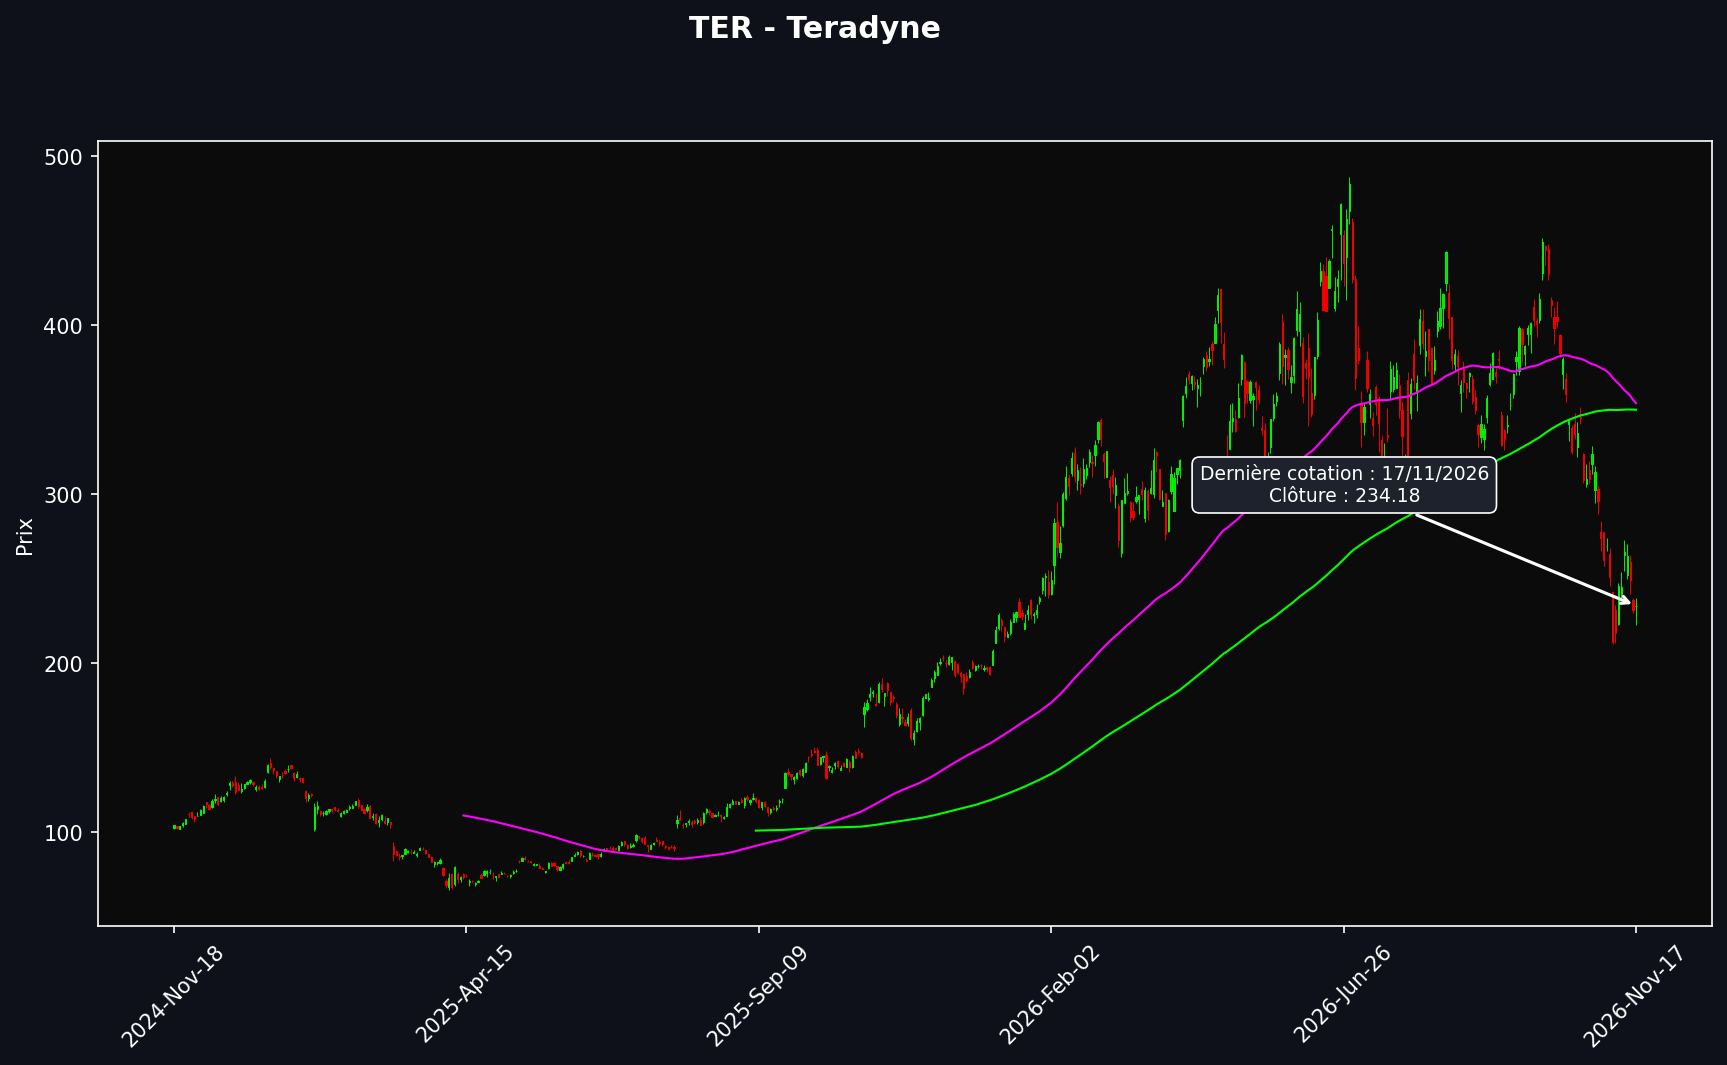 TER - Teradyne
Prix
500
400
300
200
100
Dernière cotation : 17/11/2026
Clôture : 234.18
2024-Nov-18
2025-Apr-15
2025-Sep-09
2026-Feb-02
2026-Jun-26
2026-Nov-17